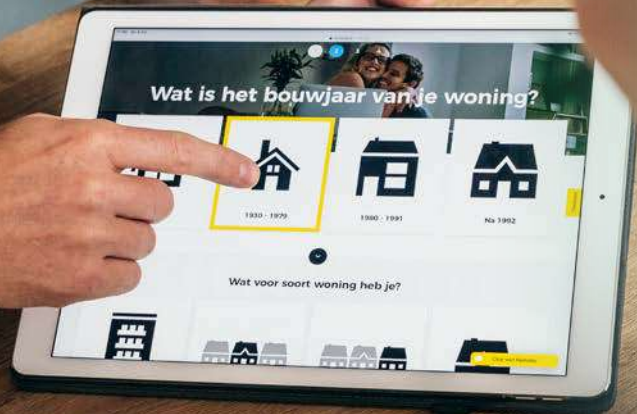 Wat is het bouwjaar van je woning?
1930 - 1979
1980 - 1991
Na 1992
Wat voor soort woning heb je?